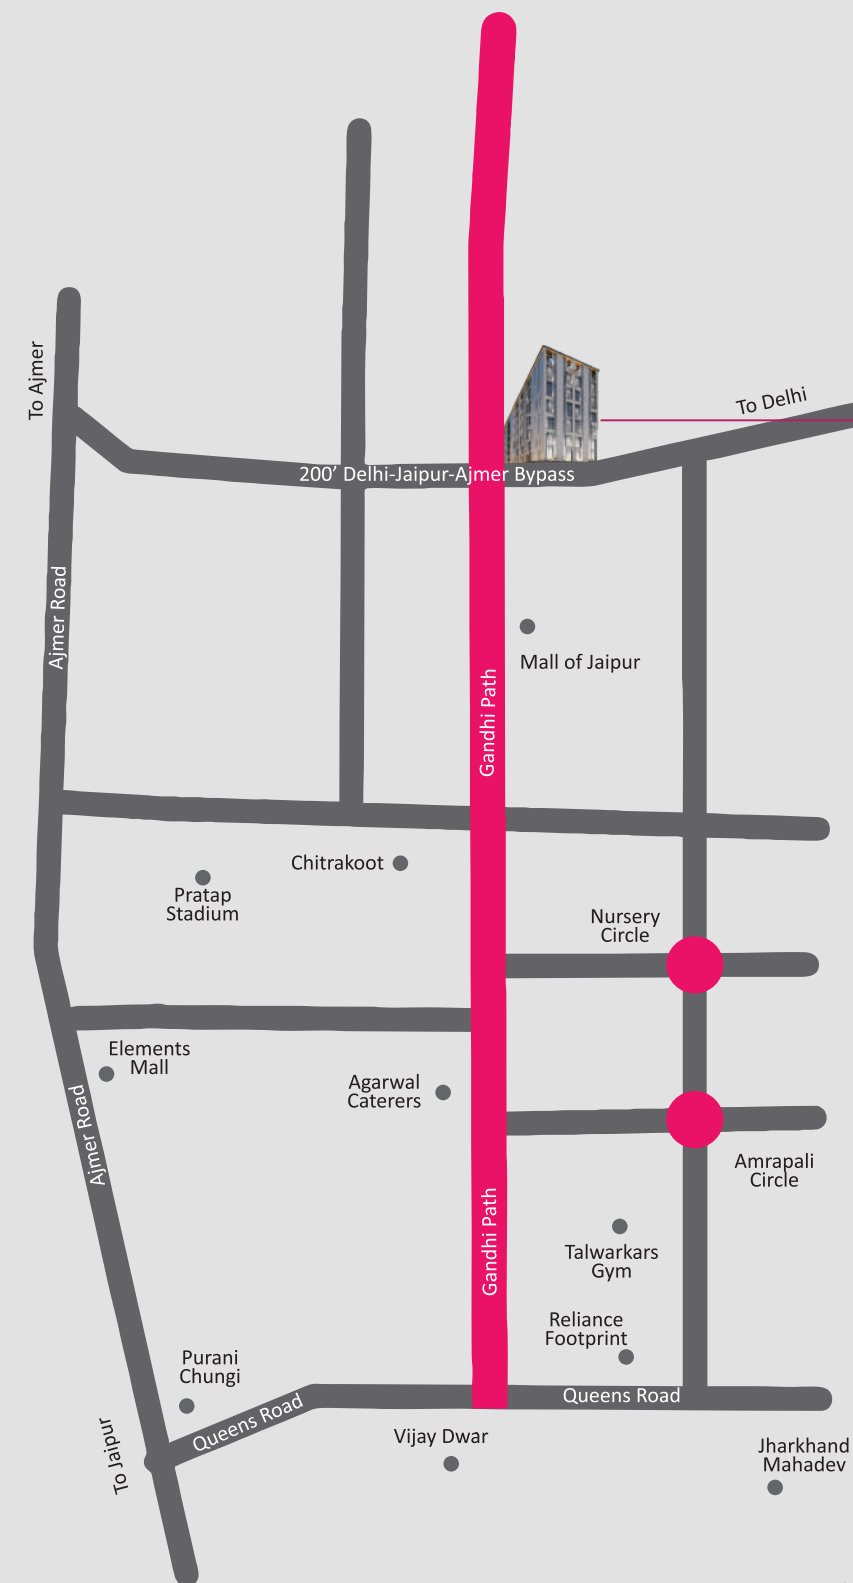 To Ajmer
To Delhi
200’ Delhi-Jaipur-Ajmer Bypass
Ajmer Road
Mall of Jaipur
Gandhi Path
Chitrakoot
Pratap
Stadium
Nursery
Circle
Elements
Mall
Agarwal
Caterers
Ajmer Road
Amrapali
Circle
Gandhi Path
Talwarkars
Gym
Reliance
Footprint
Purani
Chungi
Queens Road
Queens Road
To Jaipur
Vijay Dwar
Jharkhand
Mahadev